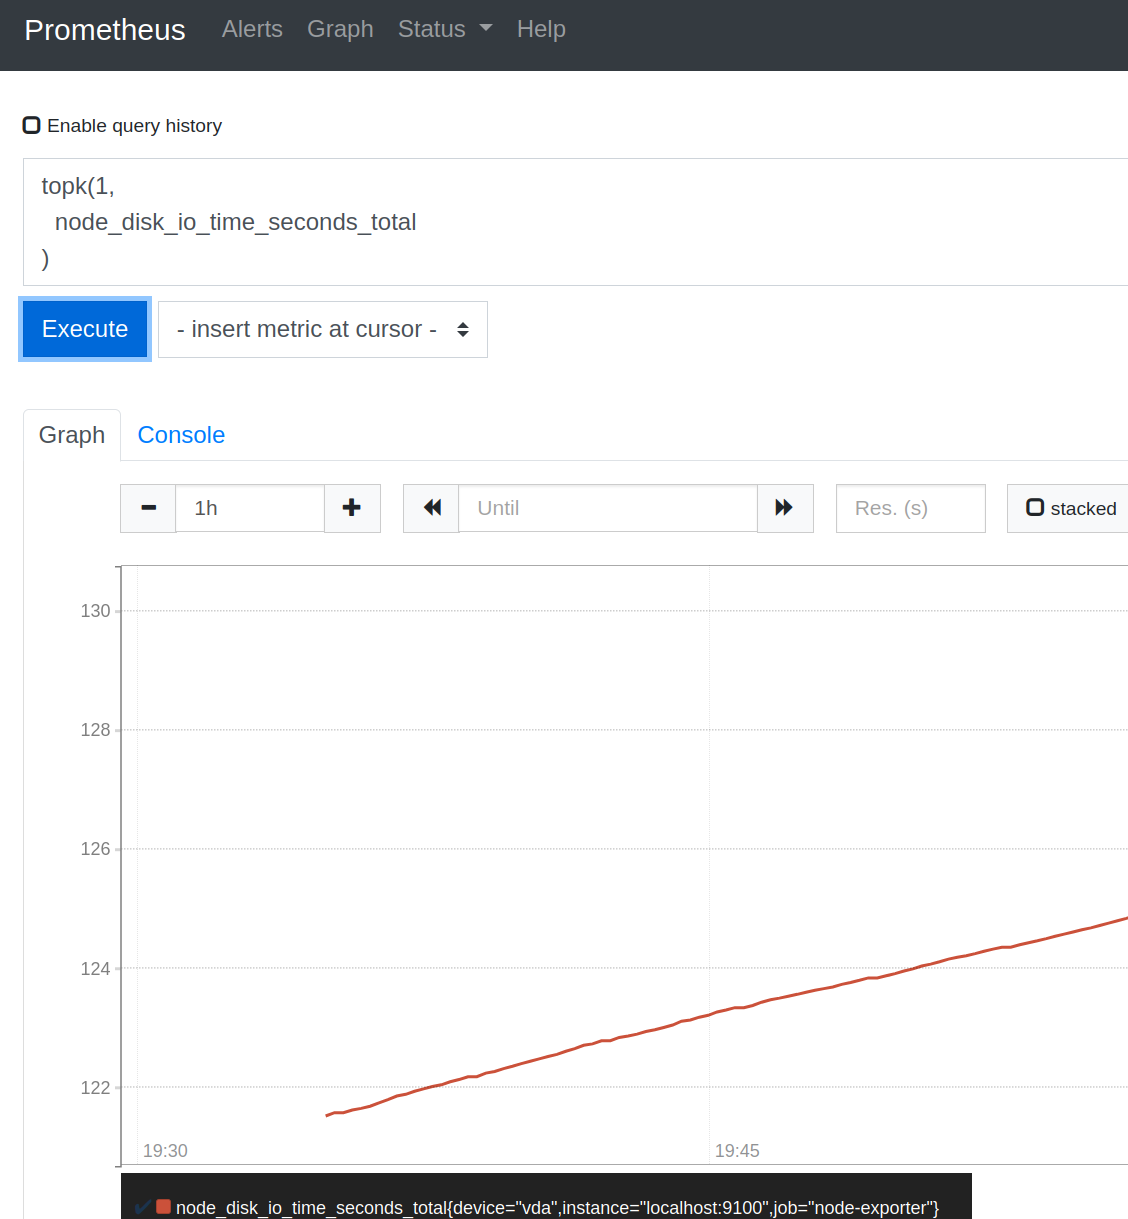 Prometheus Alerts Graph Status Help
Enable query history
topk(1,
node_disk_io_time_seconds_total
)
Execute - insert metric at cursor -
Graph Console
1h Until Res. (s) stacked
130
128
126
124
122
19:30 19:45
node_disk_io_time_seconds_total{device="vda",instance="localhost:9100",job="node-exporter"}